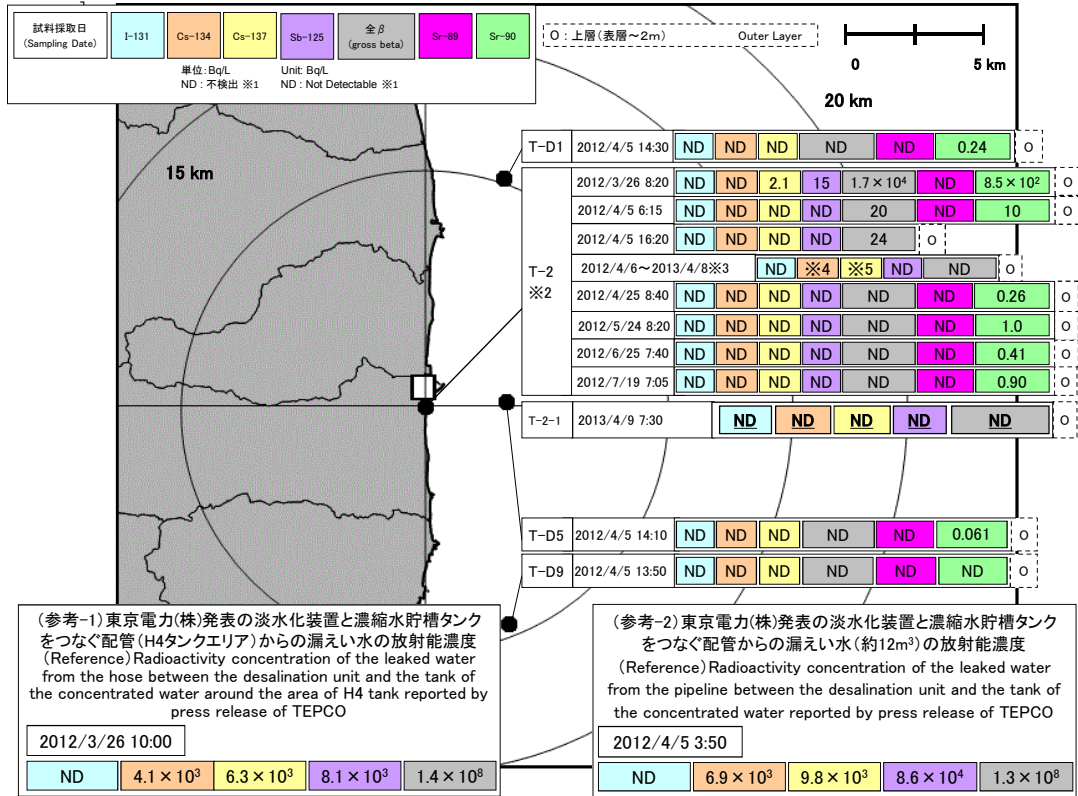 試料採取日 I-131 Cs-134 Cs-137 Sb-125 全β Sr-89 Sr-90
(Sampling Date) (gross beta)
単位:Bq/L Unit: Bq/L
ND : 不検出 ※1 ND : Not Detectable ※1
O : 上層(表層~2m) Outer Layer
0 5 km
20 km
15 km
T-D1 2012/4/5 14:30 ND ND ND ND ND 0.24 O
T-2
※2
2012/3/26 8:20 ND ND 2.1 15 1.7×10⁴ ND 8.5×10² O
2012/4/5 6:15 ND ND ND ND 20 ND 10 O
2012/4/5 16:20 ND ND ND ND 24 O
2012/4/6~2013/4/8※3 ND ※4 ※5 ND ND O
2012/4/25 8:40 ND ND ND ND ND ND 0.26 O
2012/5/24 8:20 ND ND ND ND ND ND 1.0 O
2012/6/25 7:40 ND ND ND ND ND ND 0.41 O
2012/7/19 7:05 ND ND ND ND ND ND 0.90 O
T-2-1 2013/4/9 7:30 ND ND ND ND ND O
T-D5 2012/4/5 14:10 ND ND ND ND ND 0.061 O
T-D9 2012/4/5 13:50 ND ND ND ND ND ND O
(参考-1)東京電力(株)発表の淡水化装置と濃縮水貯槽タンク
をつなぐ配管(H4タンクエリア)からの漏えい水の放射能濃度
(Reference)Radioactivity concentration of the leaked water
from the hose between the desalination unit and the tank of
the concentrated water around the area of H4 tank reported by
press release of TEPCO
2012/3/26 10:00
ND 4.1×10³ 6.3×10³ 8.1×10³ 1.4×10⁸
(参考-2)東京電力(株)発表の淡水化装置と濃縮水貯槽タンク
をつなぐ配管からの漏えい水(約12m³)の放射能濃度
(Reference)Radioactivity concentration of the leaked water
from the pipeline between the desalination unit and the tank of
the concentrated water reported by press release of TEPCO
2012/4/5 3:50
ND 6.9×10³ 9.8×10³ 8.6×10⁴ 1.3×10⁸